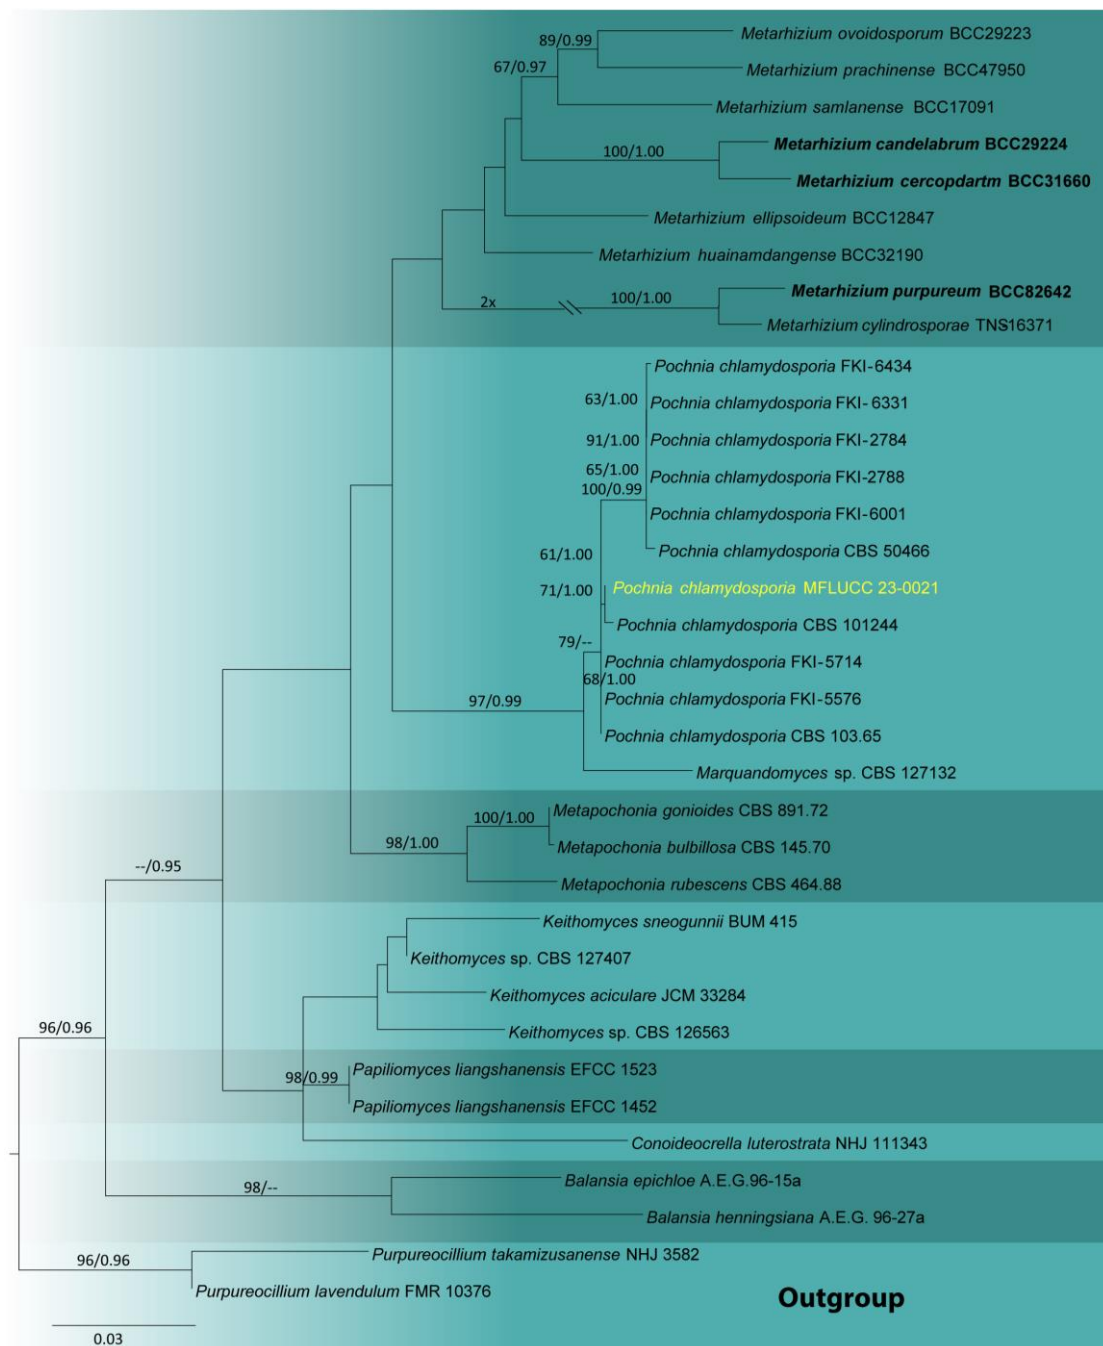 89/0.99
Metarhizium ovoidosporum BCC29223
67/0.97
Metarhizium prachinense BCC47950
Metarhizium samlanense BCC17091
100/1.00
Metarhizium candelabrum BCC29224
Metarhizium cercopdartm BCC31660
Metarhizium ellipsoideum BCC12847
Metarhizium huainamdangense BCC32190
2x
100/1.00
Metarhizium purpureum BCC82642
Metarhizium cylindrosporae TNS16371
Pochnia chlamydosporia FKI-6434
63/1.00
Pochnia chlamydosporia FKI-6331
91/1.00
Pochnia chlamydosporia FKI-2784
65/1.00
Pochnia chlamydosporia FKI-2788
100/0.99
Pochnia chlamydosporia FKI-6001
61/1.00
Pochnia chlamydosporia CBS 50466
71/1.00
Pochnia chlamydosporia MFLUCC 23-0021
Pochnia chlamydosporia CBS 101244
79/--
Pochnia chlamydosporia FKI-5714
68/1.00
Pochnia chlamydosporia FKI-5576
97/0.99
Pochnia chlamydosporia CBS 103.65
Marquandomyces sp. CBS 127132
100/1.00
Metapochonia gonioides CBS 891.72
98/1.00
Metapochonia bulbillosa CBS 145.70
--/0.95
Metapochonia rubescens CBS 464.88
Keithomyces sneogunnii BUM 415
Keithomyces sp. CBS 127407
Keithomyces aciculare JCM 33284
96/0.96
Keithomyces sp. CBS 126563
98/0.99
Papiliomyces liangshanensis EFCC 1523
Papiliomyces liangshanensis EFCC 1452
Conoideocrella luterostrata NHJ 111343
98/--
Balansia epichloe A.E.G.96-15a
Balansia henningsiana A.E.G. 96-27a
96/0.96
Purpureocillium takamizusanense NHJ 3582
Purpureocillium lavendulum FMR 10376
Outgroup
0.03